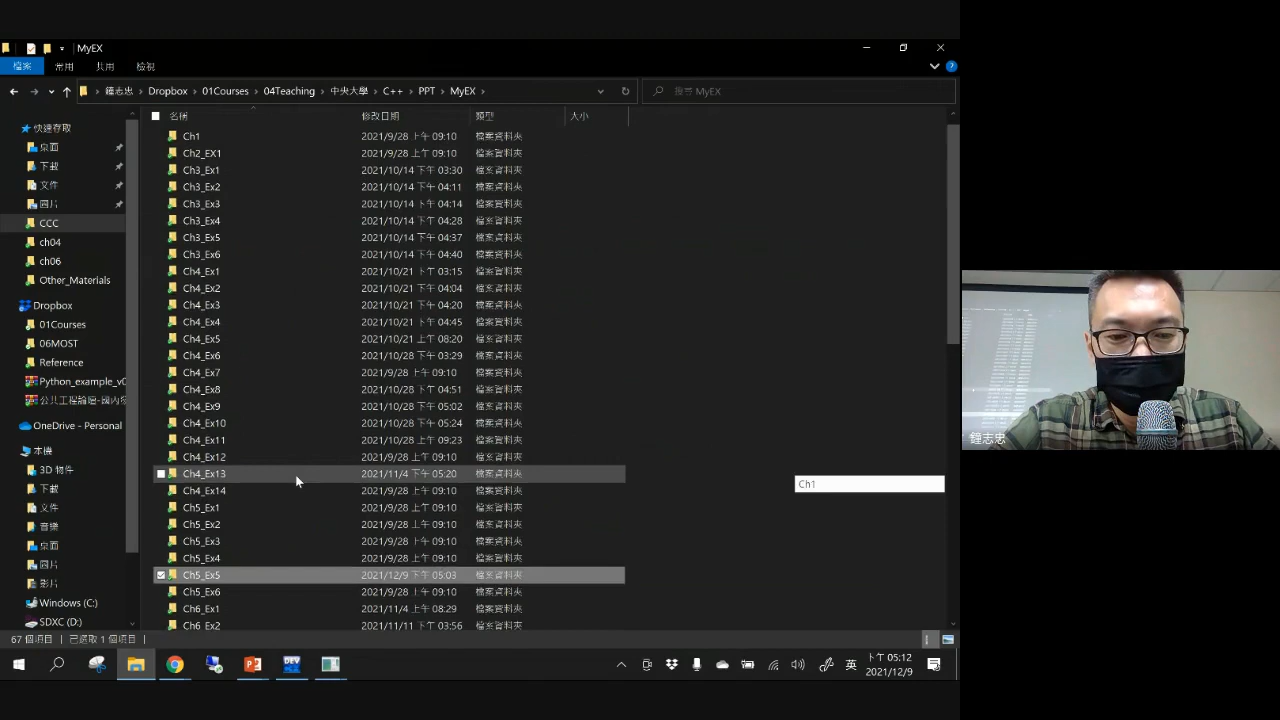 MyEX
檔案 常用 共用 檢視
鐘志忠 › Dropbox › 01Courses › 04Teaching › 中央大學 › C++ › PPT › MyEX ›
搜尋 MyEX
名稱 修改日期 類型 大小
快速存取
桌面
下載
文件
圖片
CCC
ch04
ch06
Other_Materials
Dropbox
01Courses
06MOST
Reference
Python_example_v
公共工程論壇-國內
OneDrive - Personal
本機
3D 物件
下載
文件
音樂
桌面
圖片
影片
Windows (C:)
SDXC (D:)
Ch1 2021/9/28 上午 09:10 檔案資料夾
Ch2_EX1 2021/9/28 上午 09:10 檔案資料夾
Ch3_Ex1 2021/10/14 下午 03:30 檔案資料夾
Ch3_Ex2 2021/10/14 下午 04:11 檔案資料夾
Ch3_Ex3 2021/10/14 下午 04:14 檔案資料夾
Ch3_Ex4 2021/10/14 下午 04:28 檔案資料夾
Ch3_Ex5 2021/10/14 下午 04:37 檔案資料夾
Ch3_Ex6 2021/10/14 下午 04:40 檔案資料夾
Ch4_Ex1 2021/10/21 下午 03:15 檔案資料夾
Ch4_Ex2 2021/10/21 下午 04:04 檔案資料夾
Ch4_Ex3 2021/10/21 下午 04:20 檔案資料夾
Ch4_Ex4 2021/10/21 下午 04:45 檔案資料夾
Ch4_Ex5 2021/10/21 下午 08:20 檔案資料夾
Ch4_Ex6 2021/10/21 下午 08:29 檔案資料夾
Ch4_Ex7 2021/9/28 上午 09:10 檔案資料夾
Ch4_Ex8 2021/10/28 下午 04:51 檔案資料夾
Ch4_Ex9 2021/10/28 下午 05:02 檔案資料夾
Ch4_Ex10 2021/10/28 下午 05:24 檔案資料夾
Ch4_Ex11 2021/10/28 上午 09:23 檔案資料夾
Ch4_Ex12 2021/9/28 上午 09:10 檔案資料夾
Ch4_Ex13 2021/11/4 下午 05:20 檔案資料夾
Ch4_Ex14 2021/9/28 上午 09:10 檔案資料夾
Ch5_Ex1 2021/9/28 上午 09:10 檔案資料夾
Ch5_Ex2 2021/9/28 上午 09:10 檔案資料夾
Ch5_Ex3 2021/9/28 上午 09:10 檔案資料夾
Ch5_Ex4 2021/9/28 上午 09:10 檔案資料夾
Ch5_Ex5 2021/12/9 下午 05:03 檔案資料夾
Ch5_Ex6 2021/9/28 上午 09:10 檔案資料夾
Ch6_Ex1 2021/11/4 下午 08:29 檔案資料夾
Ch6_Ex2 2021/11/11 下午 03:56 檔案資料夾
Ch1
鐘志忠
67 個項目 | 已選取 1 個項目
DEV
英
下午 05:12
2021/12/9